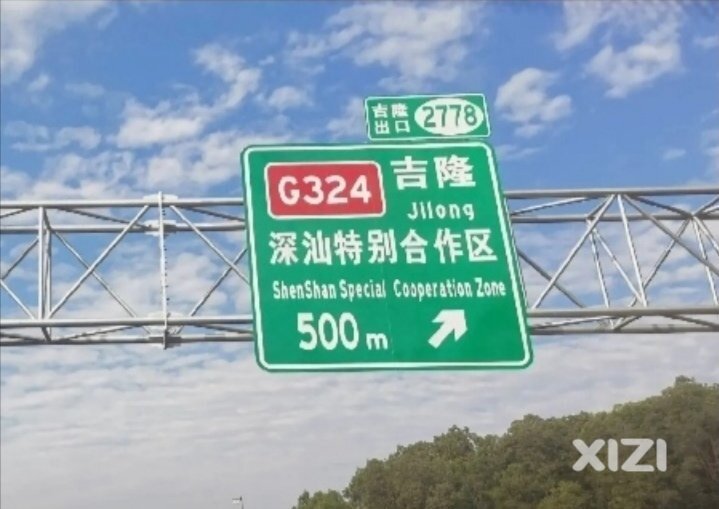 吉隆
出口 2778
G324 吉隆
Jilong
深汕特别合作区
ShenShan Special Cooperation Zone
500m
XIZI